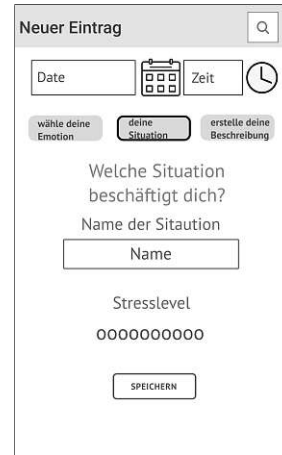 Neuer Eintrag
Date
Zeit
wähle deine
Emotion
deine
Situation
erstelle deine
Beschreibung
Welche Situation
beschäftigt dich?
Name der Sitaution
Name
Stresslevel
oooooooooo
SPEICHERN